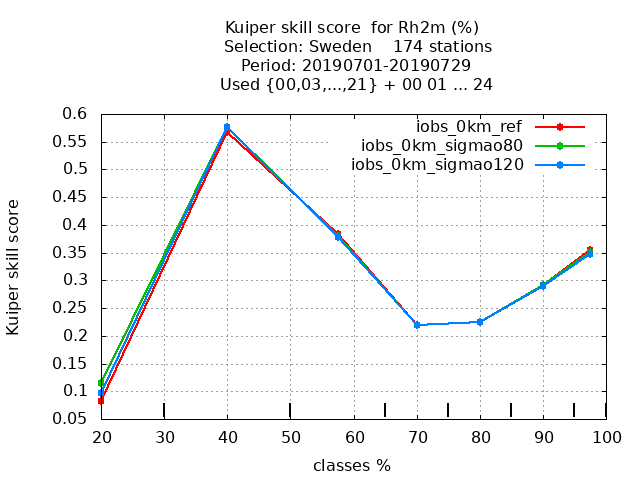 Kuiper skill score  for Rh2m (%)
Selection: Sweden    174 stations
Period: 20190701-20190729
Used {00,03,...,21} + 00 01 ... 24
iobs_0km_ref
iobs_0km_sigmao80
iobs_0km_sigmao120
Kuiper skill score
0.6
0.55
0.5
0.45
0.4
0.35
0.3
0.25
0.2
0.15
0.1
0.05
20 30 40 50 60 70 80 90 100
classes %